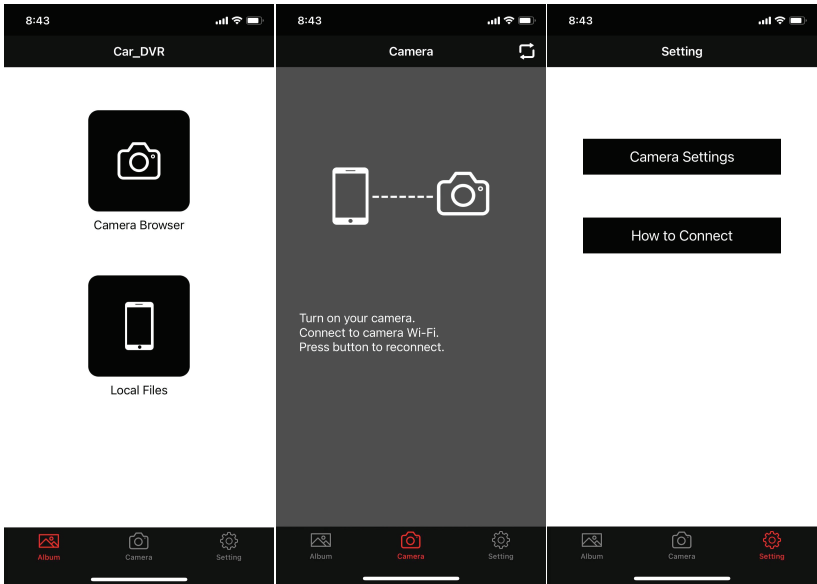 8:43
Car_DVR
Camera Browser
Local Files
Album
Camera
Setting
8:43
Camera
Turn on your camera.
Connect to camera Wi-Fi.
Press button to reconnect.
Album
Camera
Setting
8:43
Setting
Camera Settings
How to Connect
Album
Camera
Setting